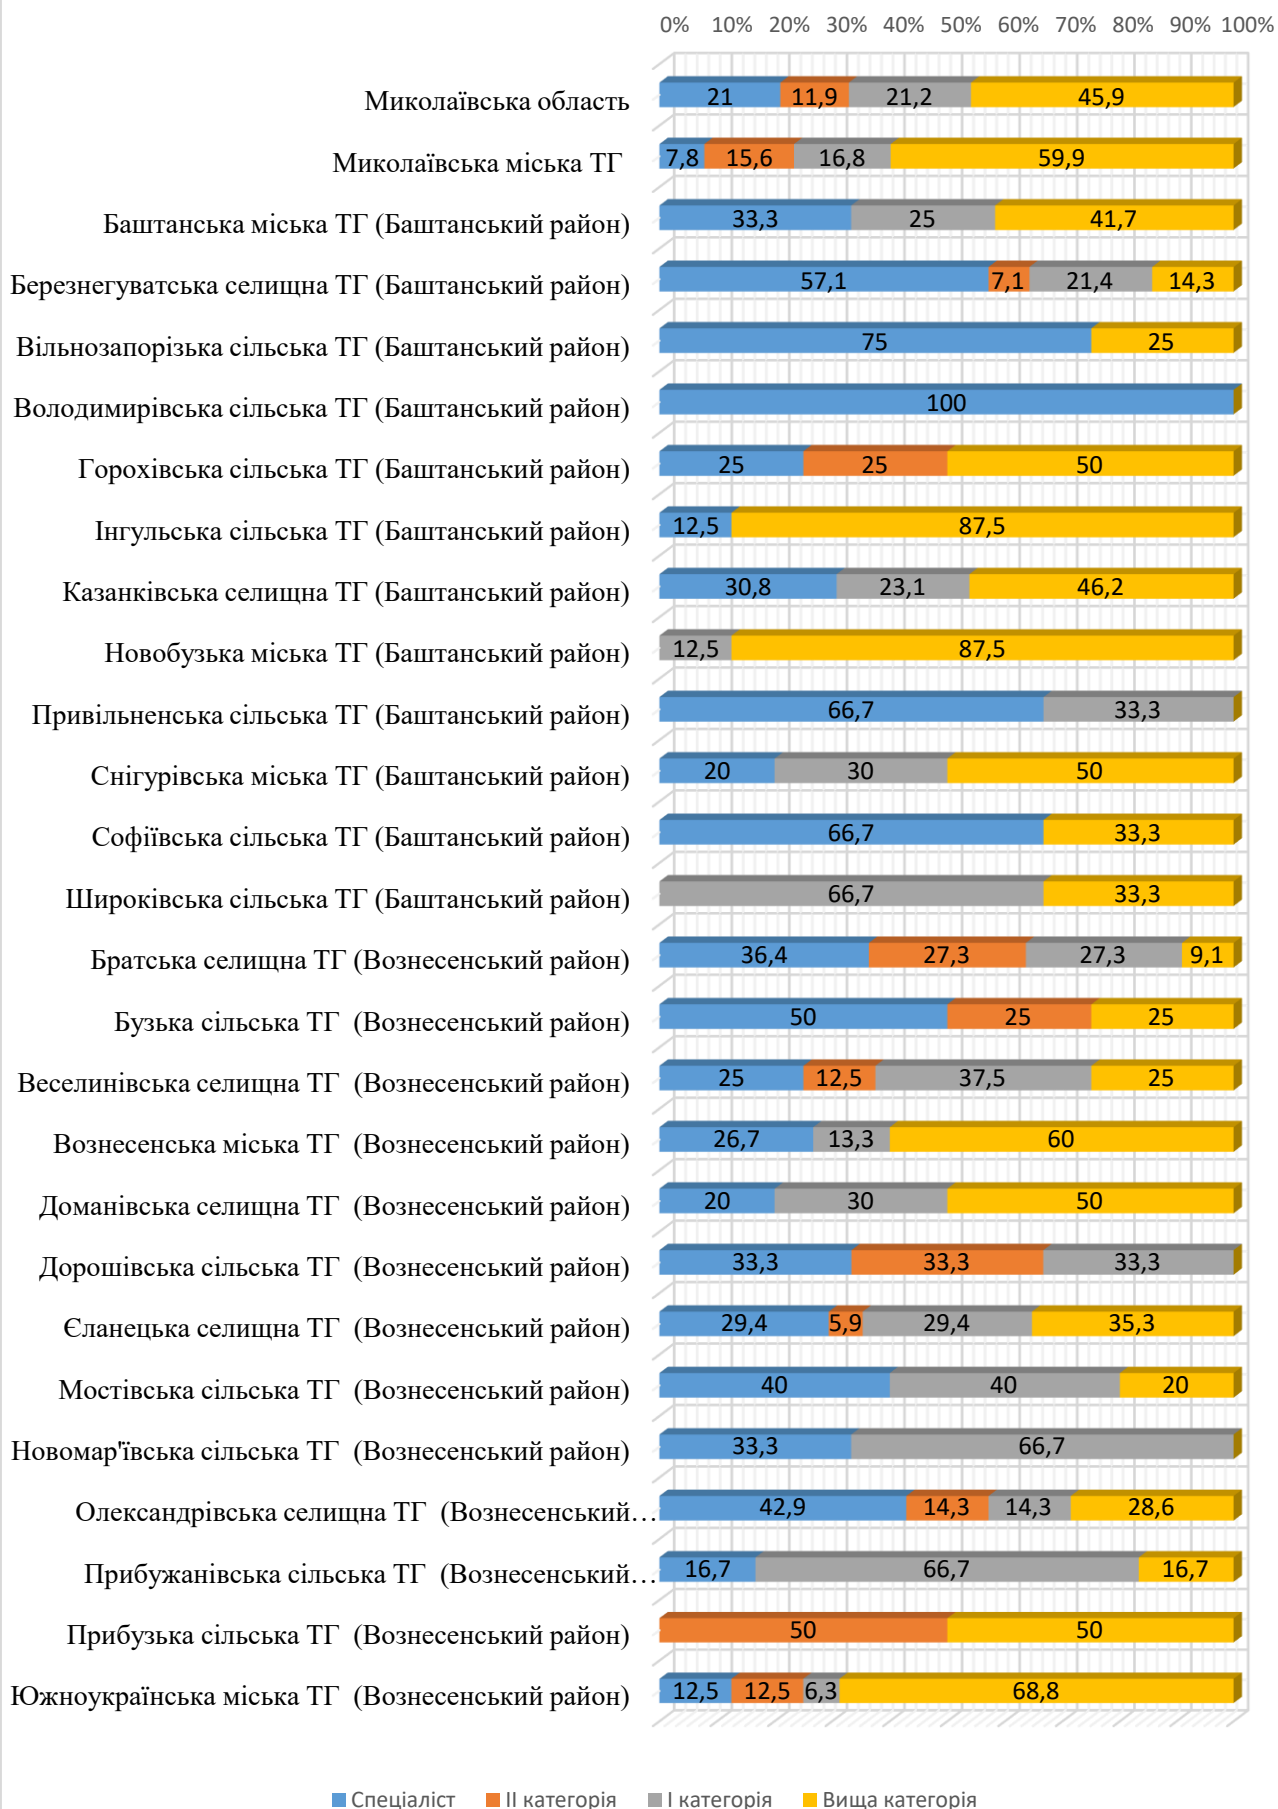 0% 10% 20% 30% 40% 50% 60% 70% 80% 90% 100%
Миколаївська область 21 11,9 21,2 45,9
Миколаївська міська ТГ 7,8 15,6 16,8 59,9
Баштанська міська ТГ (Баштанський район) 33,3 25 41,7
Березнегуватська селищна ТГ (Баштанський район) 57,1 7,1 21,4 14,3
Вільнозапорізька сільська ТГ (Баштанський район) 75 25
Володимирівська сільська ТГ (Баштанський район) 100
Горохівська сільська ТГ (Баштанський район) 25 25 50
Інгульська сільська ТГ (Баштанський район) 12,5 87,5
Казанківська селищна ТГ (Баштанський район) 30,8 23,1 46,2
Новобузька міська ТГ (Баштанський район) 12,5 87,5
Привільненська сільська ТГ (Баштанський район) 66,7 33,3
Снігурівська міська ТГ (Баштанський район) 20 30 50
Софіївська сільська ТГ (Баштанський район) 66,7 33,3
Широківська сільська ТГ (Баштанський район) 66,7 33,3
Братська селищна ТГ (Вознесенський район) 36,4 27,3 27,3 9,1
Бузька сільська ТГ (Вознесенський район) 50 25 25
Веселинівська селищна ТГ (Вознесенський район) 25 12,5 37,5 25
Вознесенська міська ТГ (Вознесенський район) 26,7 13,3 60
Доманівська селищна ТГ (Вознесенський район) 20 30 50
Дорошівська сільська ТГ (Вознесенський район) 33,3 33,3 33,3
Єланецька селищна ТГ (Вознесенський район) 29,4 5,9 29,4 35,3
Мостівська сільська ТГ (Вознесенський район) 40 40 20
Новомар'ївська сільська ТГ (Вознесенський район) 33,3 66,7
Олександрівська селищна ТГ (Вознесенський… 42,9 14,3 14,3 28,6
Прибужанівська сільська ТГ (Вознесенський… 16,7 66,7 16,7
Прибузька сільська ТГ (Вознесенський район) 50 50
Южноукраїнська міська ТГ (Вознесенський район) 12,5 12,5 6,3 68,8
Спеціаліст ІІ категорія І категорія Вища категорія